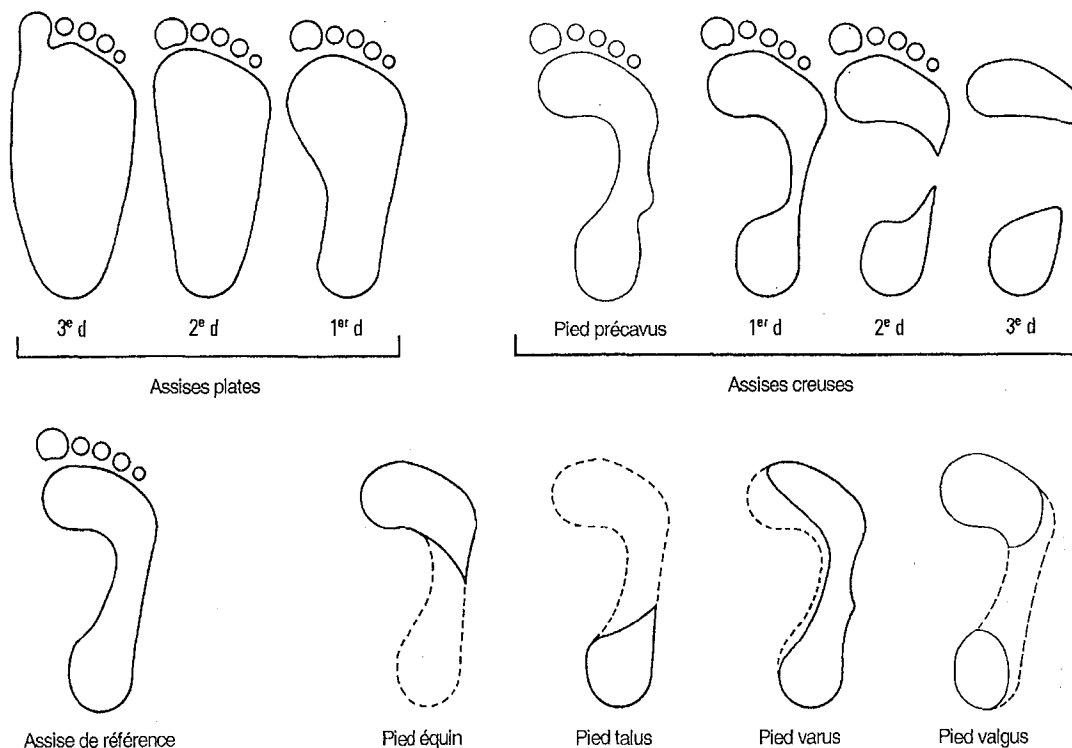 3e d 2e d 1er d Pied précavus 1er d 2e d 3e d
Assises plates Assises creuses
Assise de référence Pied équin Pied talus Pied varus Pied valgus